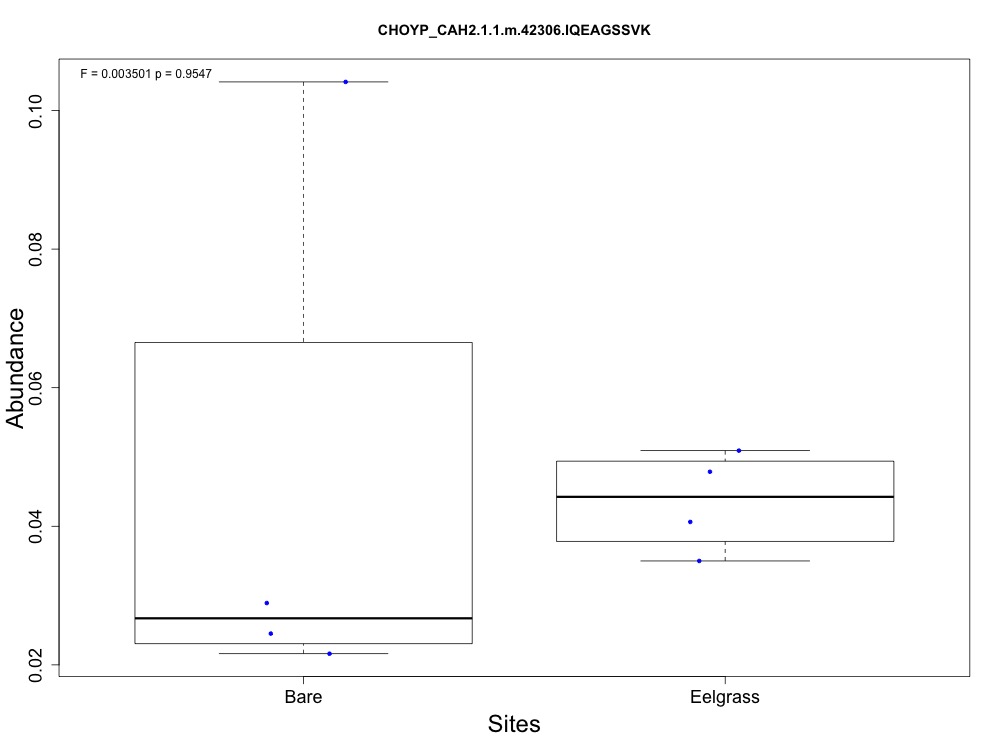 CHOYP_CAH2.1.1.m.42306.IQEAGSSVK
F = 0.003501 p = 0.9547
Abundance
0.10
0.08
0.06
0.04
0.02
Bare
Eelgrass
Sites